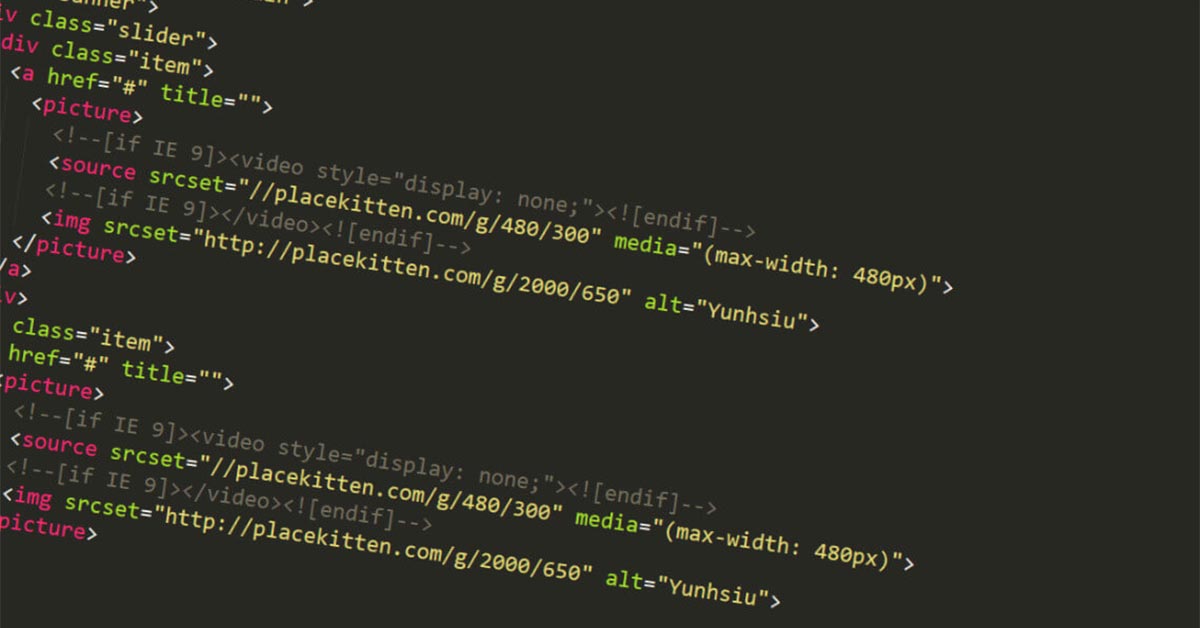 class="slider">
div class="item">
<a href="#" title="">
<picture>
<!--[if IE 9]><video style="display: none;"><![endif]-->
<source srcset="//placekitten.com/g/480/300" media="(max-width: 480px)">
<!--[if IE 9]></video><![endif]-->
<img srcset="http://placekitten.com/g/2000/650" alt="Yunhsiu">
</picture>
/a>
v>
class="item">
href="#" title="">
<picture>
<!--[if IE 9]><video style="display: none;"><![endif]-->
<source srcset="//placekitten.com/g/480/300" media="(max-width: 480px)">
<!--[if IE 9]></video><![endif]-->
<img srcset="http://placekitten.com/g/2000/650" alt="Yunhsiu">
picture>